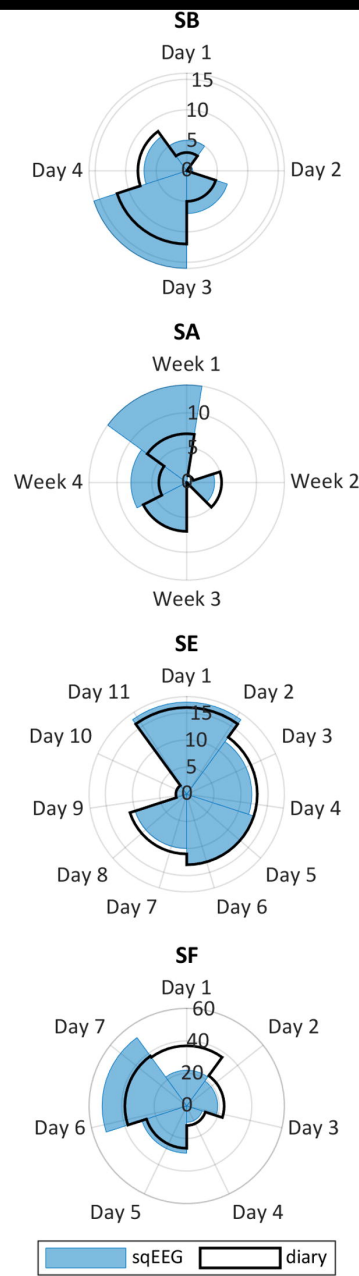 SB
Day 1
15
10
5
0
Day 4
Day 2
Day 3
SA
Week 1
10
5
0
Week 4
Week 2
Week 3
SE
Day 1
Day 11
Day 2
15
Day 10
Day 3
10
5
0
Day 9
Day 4
Day 8
Day 5
Day 7
Day 6
SF
Day 1
60
Day 7
Day 2
40
20
0
Day 6
Day 3
Day 5
Day 4
sqEEG
diary